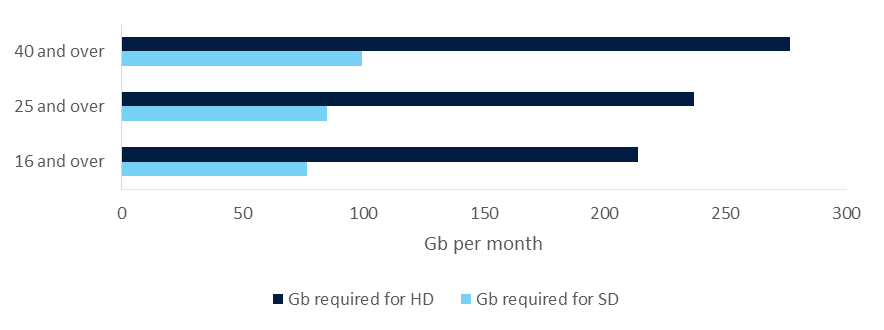 40 and over
25 and over
16 and over
0 50 100 150 200 250 300
Gb per month
Gb required for HD Gb required for SD